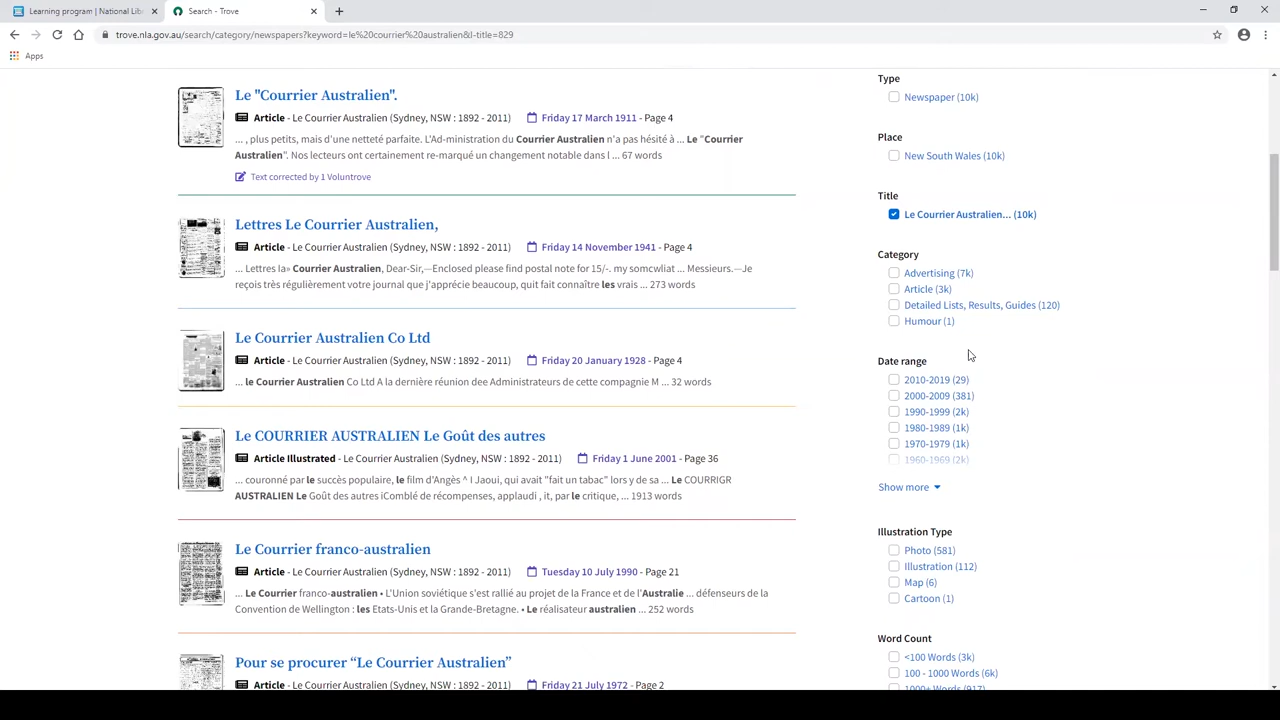 Learning program | National Lib
Search - Trove
trove.nla.gov.au/search/category/newspapers?keyword=le%20courrier%20australien&l-title=829
Apps
Le "Courrier Australien".
Article - Le Courrier Australien (Sydney, NSW : 1892 - 2011) Friday 17 March 1911 - Page 4
... , plus petits, mais d'une netteté parfaite. L'Ad-ministration du Courrier Australien n'a pas hésité à ... Le "Courrier
Australien". Nos lecteurs ont certainement re-marqué un changement notable dans l ... 67 words
Text corrected by 1 Voluntrove
Lettres Le Courrier Australien,
Article - Le Courrier Australien (Sydney, NSW : 1892 - 2011) Friday 14 November 1941 - Page 4
... Lettres la» Courrier Australien, Dear-Sir,—Enclosed please find postal note for 15/-. my somcwliat ... Messieurs.—Je
reçois très régulièrement votre journal que j'apprécie beaucoup, quit fait connaître les vrais ... 273 words
Le Courrier Australien Co Ltd
Article - Le Courrier Australien (Sydney, NSW : 1892 - 2011) Friday 20 January 1928 - Page 4
... le Courrier Australien Co Ltd A la dernière réunion dee Administrateurs de cette compagnie M ... 32 words
Le COURRIER AUSTRALIEN Le Goût des autres
Article Illustrated - Le Courrier Australien (Sydney, NSW : 1892 - 2011) Friday 1 June 2001 - Page 36
... couronné par le succès populaire, le film d'Angès ^ I Jaoui, qui avait "fait un tabac" lors y de sa ... Le COURRIGR
AUSTRALIEN Le Goût des autres iComblé de récompenses, applaudi , it, par le critique, ... 1913 words
Le Courrier franco-australien
Article - Le Courrier Australien (Sydney, NSW : 1892 - 2011) Tuesday 10 July 1990 - Page 21
... Le Courrier franco-australien • L'Union soviétique s'est rallié au projet de la France et de l'Australie ... défenseurs de la
Convention de Wellington : les Etats-Unis et la Grande-Bretagne. • Le réalisateur australien ... 252 words
Pour se procurer “Le Courrier Australien”
Article - Le Courrier Australien (Sydney, NSW : 1892 - 2011) Friday 21 July 1972 - Page 2
Type
Newspaper (10k)
Place
New South Wales (10k)
Title
Le Courrier Australien... (10k)
Category
Advertising (7k)
Article (3k)
Detailed Lists, Results, Guides (120)
Humour (1)
Date range
2010-2019 (29)
2000-2009 (381)
1990-1999 (2k)
1980-1989 (1k)
1970-1979 (1k)
1960-1969 (2k)
Show more
Illustration Type
Photo (581)
Illustration (112)
Map (6)
Cartoon (1)
Word Count
<100 Words (3k)
100 - 1000 Words (6k)
1000+ Words (917)